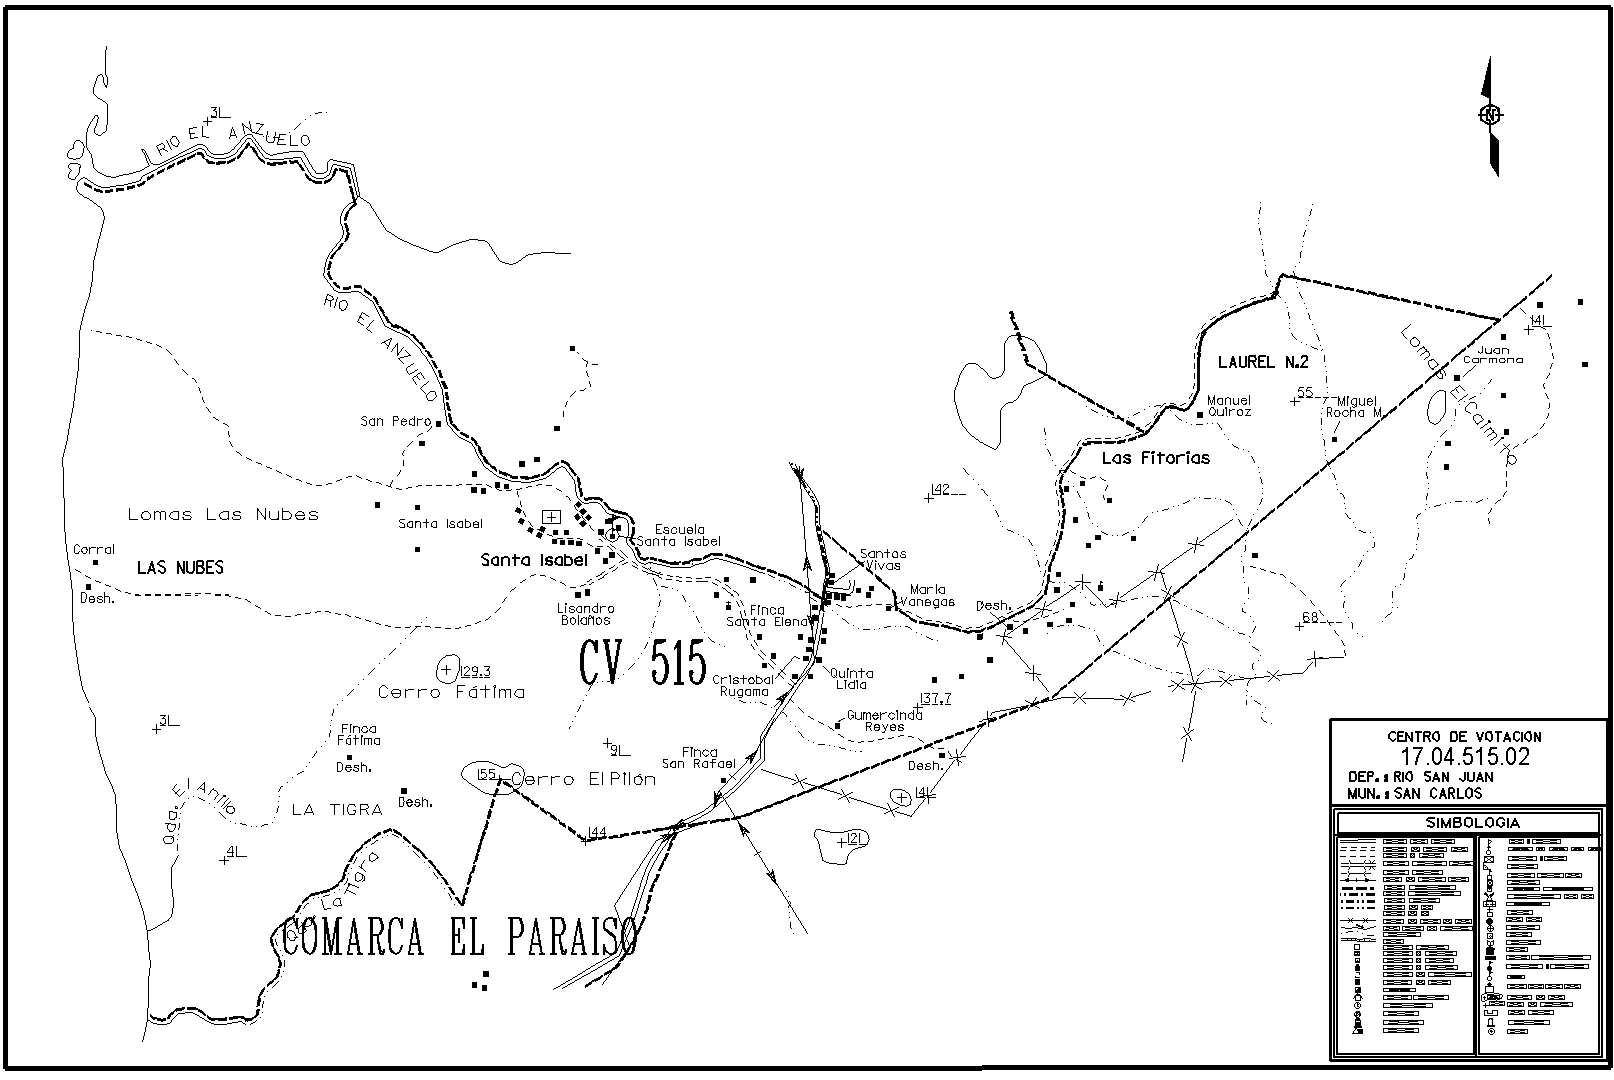 3L
RIO EL ANZUELO
N
RIO EL ANZUELO
141
Lomas El Caimito
Juan
Carmona
LAUREL N.2
55
Manuel
Quiroz
Miguel
Rocha M.
San Pedro
Las Fitorias
142
Lomas Las Nubes
Santa Isabel
Escuela
Santa Isabel
Corral
LAS NUBES
Santa Isabel
Santos
Vivas
Desh.
Lisandro
Bolaños
Finca
Santa Elena
Marla
Vanegas
Desh.
68
CV 515
129.3
Cerro Fátima
Cristobal
Rugama
Quinta
Lidia
137.7
3L
Gumercinda
Reyes
Finca
Fátima
Desh.
9L
Finca
San Rafael
Desh.
155
Cerro El Pilón
Qda. El Anillo
LA TIGRA
Desh.
141
144
121
4L
La Tigra
COMARCA EL PARAISO
CENTRO DE VOTACION
17.04.515.02
DEP.: RIO SAN JUAN
MUN.: SAN CARLOS
SIMBOLOGIA